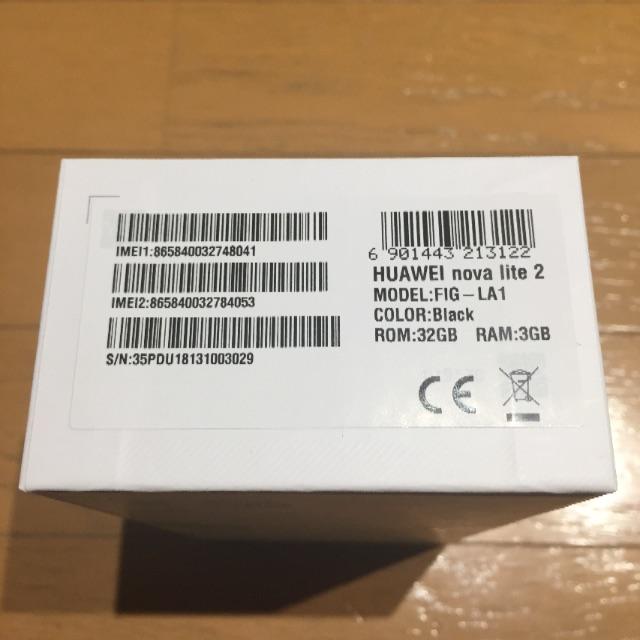 IMEI1:865840032748041
IMEI2:865840032784053
S/N:35PDU18131003029
6 901443 213122
HUAWEI nova lite 2
MODEL:FIG-LA1
COLOR:Black
ROM:32GB RAM:3GB
CE